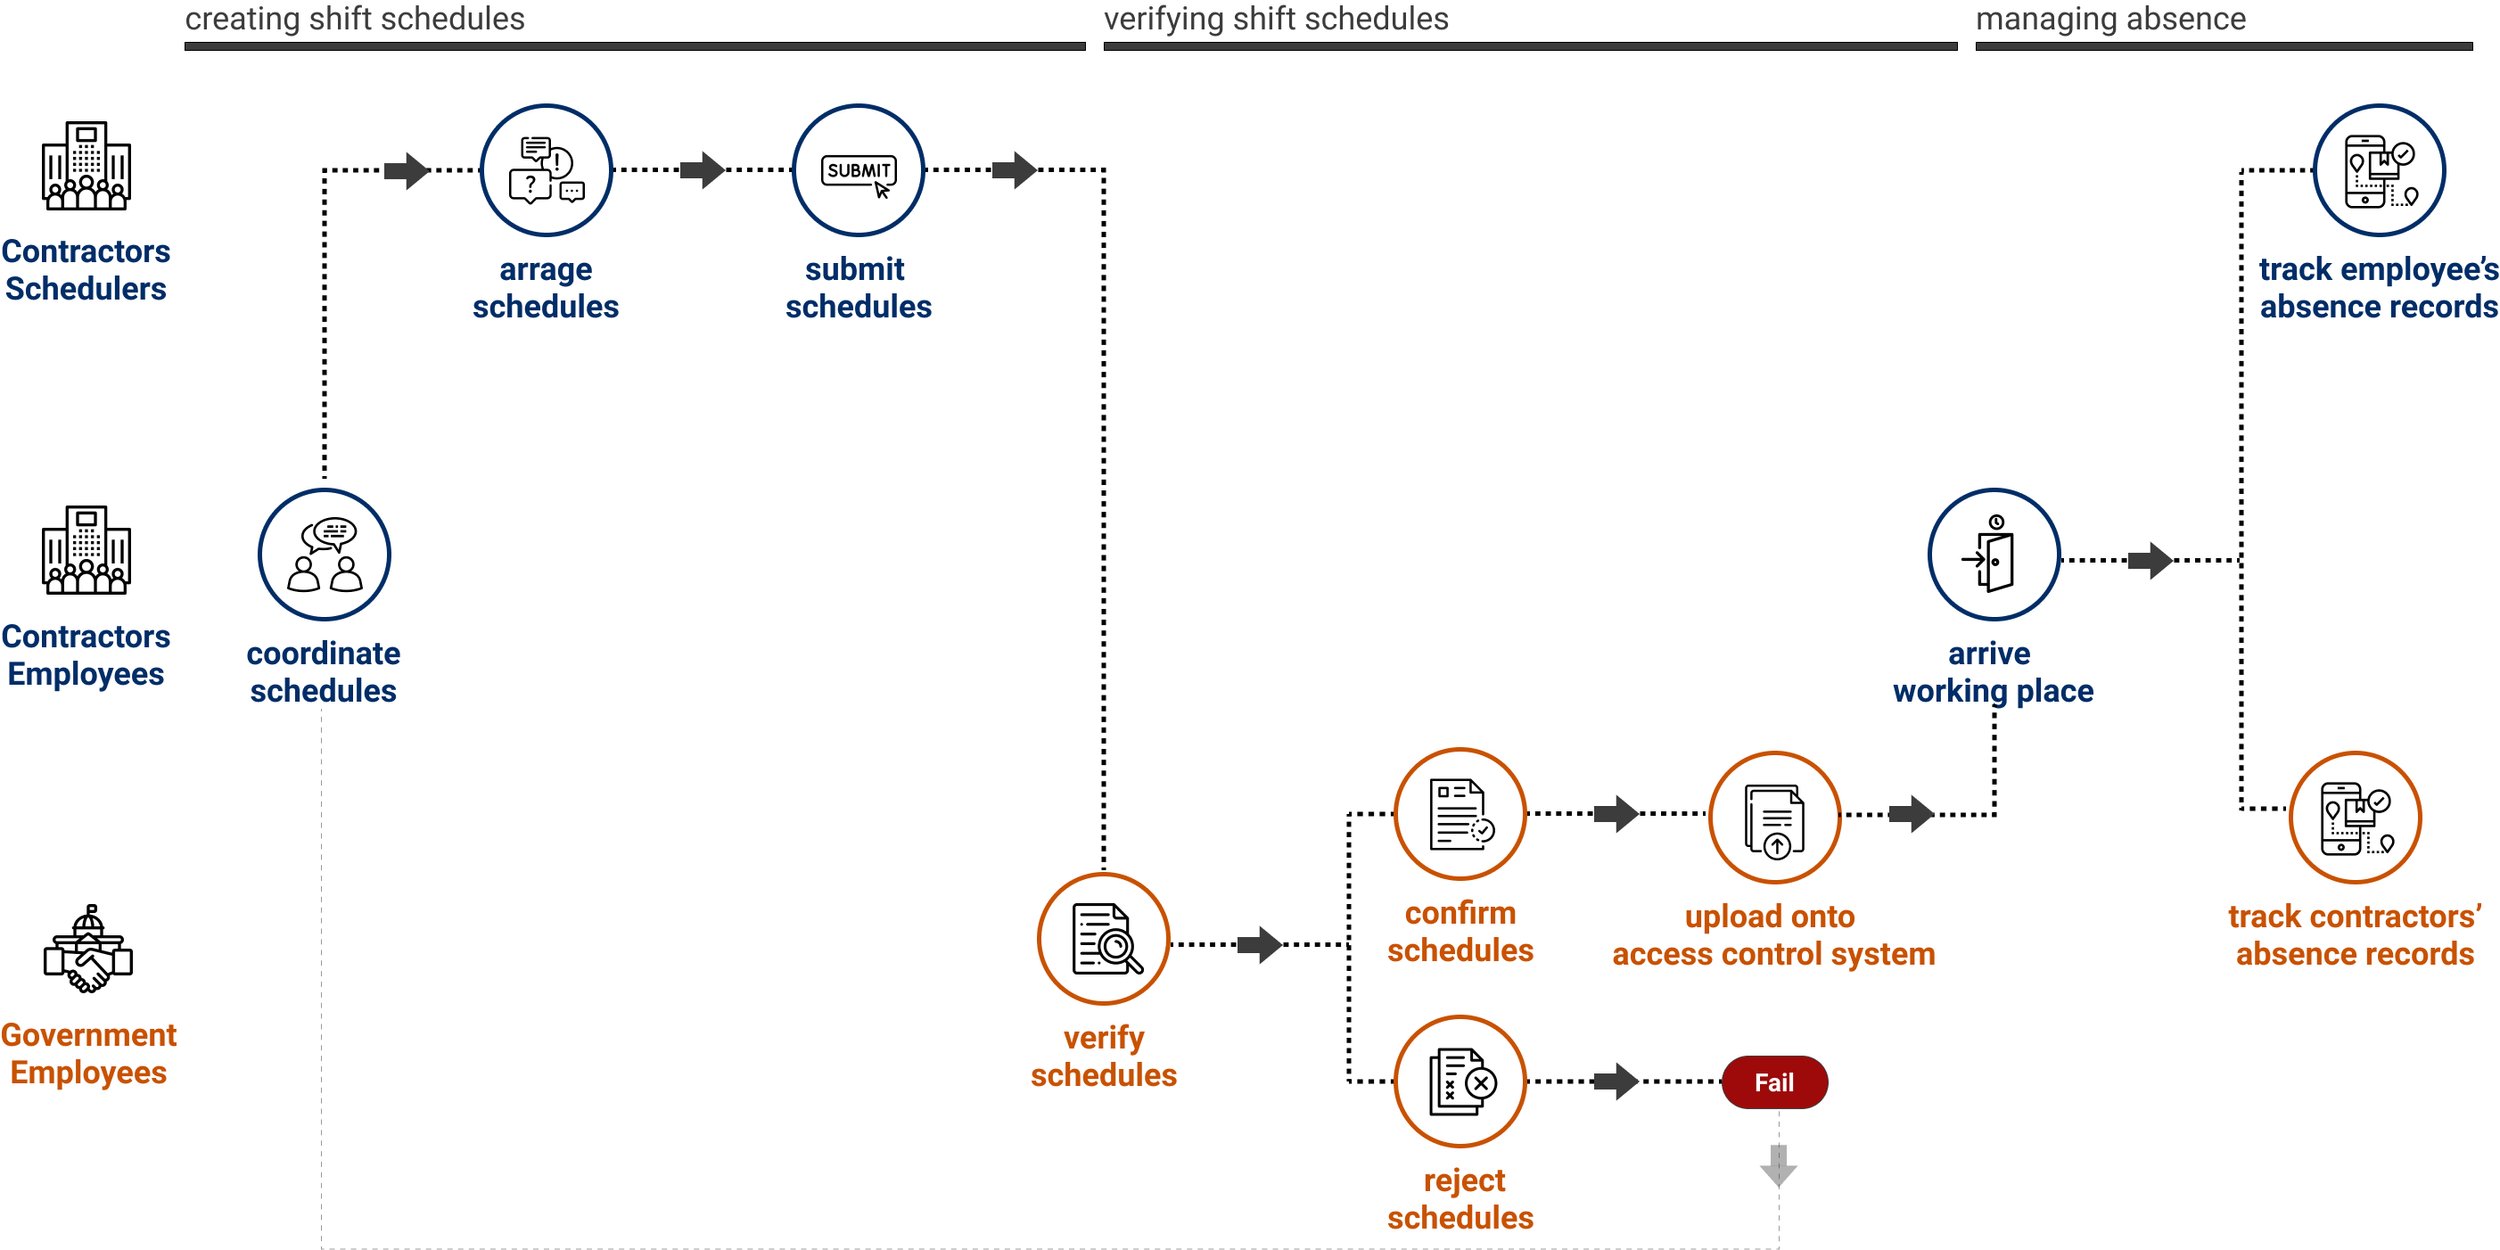 creating shift schedules
verifying shift schedules
managing absence
Contractors
Schedulers
arrage
schedules
SUBMIT
submit
schedules
track employee’s
absence records
Contractors
Employees
coordinate
schedules
arrive
working place
Government
Employees
verify
schedules
confirm
schedules
upload onto
access control system
track contractors’
absence records
reject
schedules
Fail